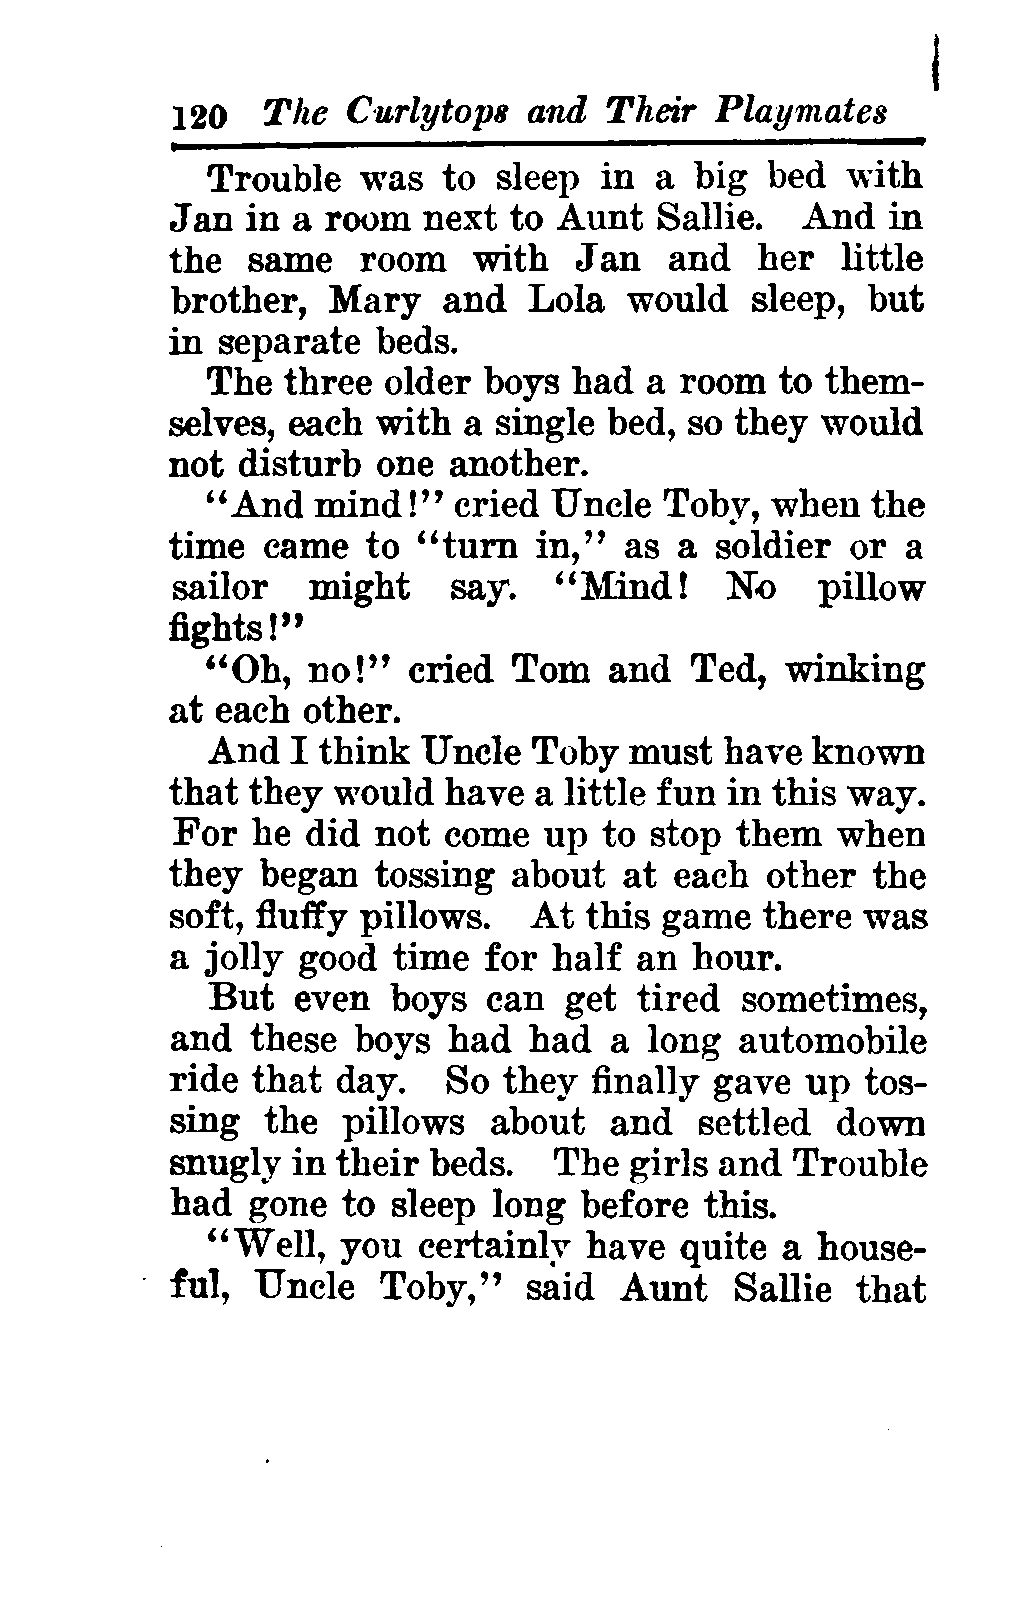 120 The Curlytops and Their Playmates
Trouble was to sleep in a big bed with
Jan in a room next to Aunt Sallie. And in
the same room with Jan and her little
brother, Mary and Lola would sleep, but
in separate beds.
The three older boys had a room to them-
selves, each with a single bed, so they would
not disturb one another.
"And mind!" cried Uncle Toby, when the
time came to "turn in," as a soldier or a
sailor might say. "Mind! No pillow
fights!"
"Oh, no!" cried Tom and Ted, winking
at each other.
And I think Uncle Toby must have known
that they would have a little fun in this way.
For he did not come up to stop them when
they began tossing about at each other the
soft, fluffy pillows. At this game there was
a jolly good time for half an hour.
But even boys can get tired sometimes,
and these boys had had a long automobile
ride that day. So they finally gave up tos-
sing the pillows about and settled down
snugly in their beds. The girls and Trouble
had gone to sleep long before this.
"Well, you certainly have quite a house-
ful, Uncle Toby," said Aunt Sallie that